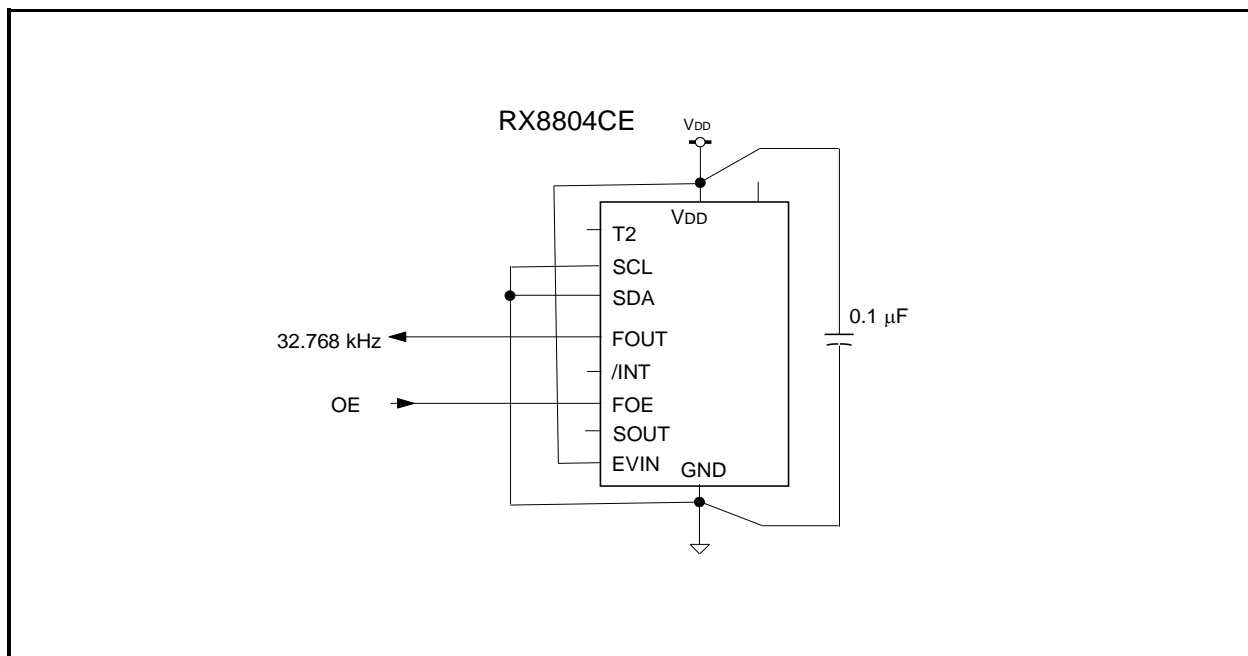 RX8804CE
VDD
VDD
T2
SCL
SDA
0.1 μF
32.768 kHz
FOUT
/INT
OE
FOE
SOUT
EVIN
GND